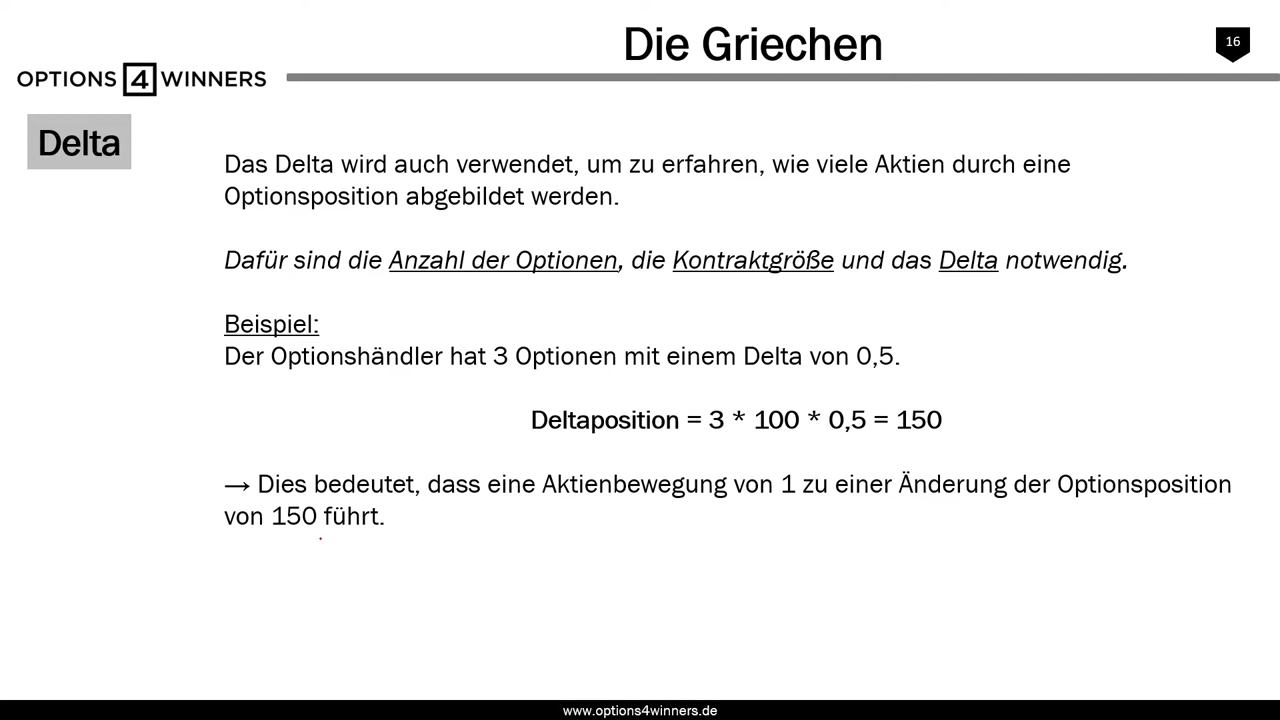 Die Griechen
16
OPTIONS 4 WINNERS
Delta
Das Delta wird auch verwendet, um zu erfahren, wie viele Aktien durch eine
Optionsposition abgebildet werden.
Dafür sind die Anzahl der Optionen, die Kontraktgröße und das Delta notwendig.
Beispiel:
Der Optionshändler hat 3 Optionen mit einem Delta von 0,5.
Deltaposition = 3 * 100 * 0,5 = 150
→ Dies bedeutet, dass eine Aktienbewegung von 1 zu einer Änderung der Optionsposition
von 150 führt.
www.options4winners.de